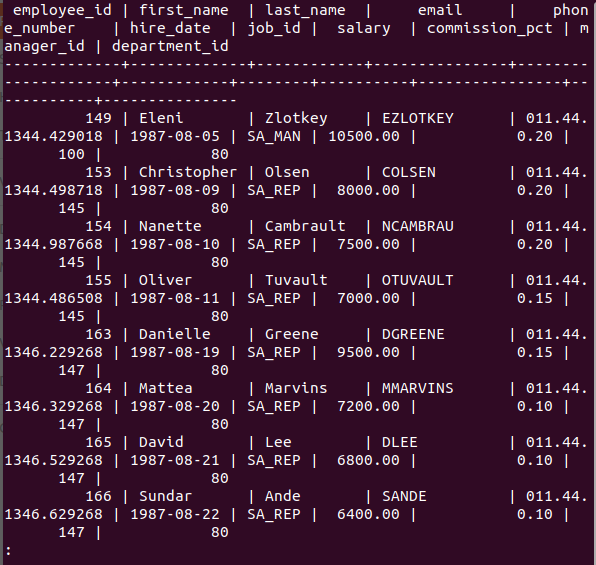 employee_id | first_name  | last_name  |     email     |    phon
e_number    | hire_date  | job_id |  salary  | commission_pct | m
anager_id | department_id
-------------+-------------+------------+---------------+--------
------------+------------+--------+----------+----------------+--
----------+---------------
149 | Eleni       | Zlotkey    | EZLOTKEY      | 011.44.
1344.429018 | 1987-08-05 | SA_MAN | 10500.00 |           0.20 |
100 |            80
153 | Christopher | Olsen      | COLSEN        | 011.44.
1344.498718 | 1987-08-09 | SA_REP |  8000.00 |           0.20 |
145 |            80
154 | Nanette     | Cambrault  | NCAMBRAU      | 011.44.
1344.987668 | 1987-08-10 | SA_REP |  7500.00 |           0.20 |
145 |            80
155 | Oliver      | Tuvault    | OTUVAULT      | 011.44.
1344.486508 | 1987-08-11 | SA_REP |  7000.00 |           0.15 |
145 |            80
163 | Danielle    | Greene     | DGREENE       | 011.44.
1346.229268 | 1987-08-19 | SA_REP |  9500.00 |           0.15 |
147 |            80
164 | Mattea      | Marvins    | MMARVINS      | 011.44.
1346.329268 | 1987-08-20 | SA_REP |  7200.00 |           0.10 |
147 |            80
165 | David       | Lee        | DLEE          | 011.44.
1346.529268 | 1987-08-21 | SA_REP |  6800.00 |           0.10 |
147 |            80
166 | Sundar      | Ande       | SANDE         | 011.44.
1346.629268 | 1987-08-22 | SA_REP |  6400.00 |           0.10 |
147 |            80
: